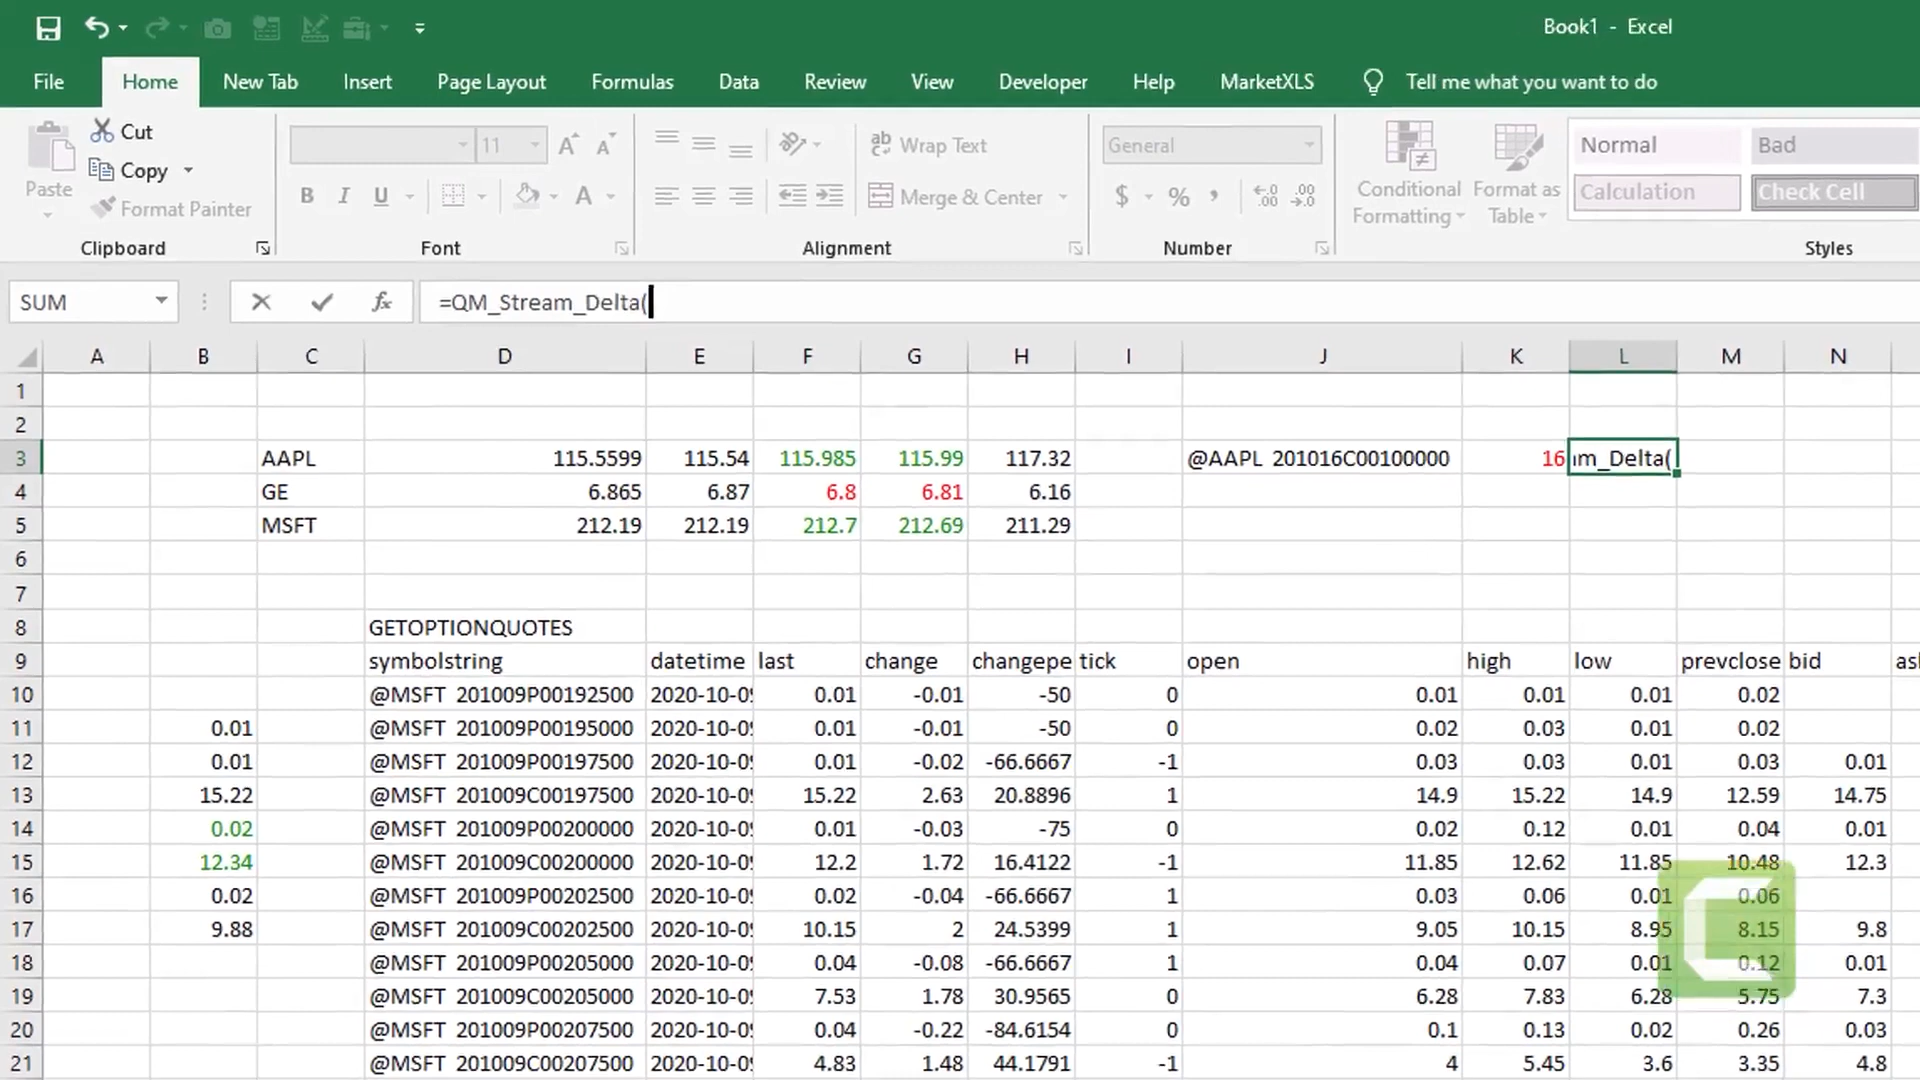 Book1 - Excel
File Home New Tab Insert Page Layout Formulas Data Review View Developer Help MarketXLS Tell me what you want to do
Paste Cut Copy Format Painter
Clipboard
11
B I U A
Font
Wrap Text
Merge & Center
Alignment
General
$ % ,
Number
Conditional Formatting
Format as Table
Normal Bad
Calculation Check Cell
Styles
SUM fx =QM_Stream_Delta(
A B C D E F G H I J K L M N
1
2
3 AAPL 115.5599 115.54 115.985 115.99 117.32 @AAPL 201016C00100000 16 m_Delta(
4 GE 6.865 6.87 6.8 6.81 6.16
5 MSFT 212.19 212.19 212.7 212.69 211.29
6
7
8 GETOPTIONQUOTES
9 symbolstring datetime last change changepe tick open high low prevclose bid
10 @MSFT 201009P00192500 2020-10-0 0.01 -0.01 -50 0 0.01 0.01 0.01 0.02
11 0.01 @MSFT 201009P00195000 2020-10-0 0.01 -0.01 -50 0 0.02 0.03 0.01 0.02
12 0.01 @MSFT 201009P00197500 2020-10-0 0.01 -0.02 -66.6667 -1 0.03 0.03 0.01 0.03 0.01
13 15.22 @MSFT 201009C00197500 2020-10-0 15.22 2.63 20.8896 1 14.9 15.22 14.9 12.59 14.75
14 0.02 @MSFT 201009P00200000 2020-10-0 0.01 -0.03 -75 0 0.02 0.12 0.01 0.04 0.01
15 12.34 @MSFT 201009C00200000 2020-10-0 12.2 1.72 16.4122 -1 11.85 12.62 11.85 10.48 12.3
16 0.02 @MSFT 201009P00202500 2020-10-0 0.02 -0.04 -66.6667 1 0.03 0.06 0.01 0.06
17 9.88 @MSFT 201009C00202500 2020-10-0 10.15 2 24.5399 1 9.05 10.15 8.95 8.15 9.8
18 @MSFT 201009P00205000 2020-10-0 0.04 -0.08 -66.6667 1 0.04 0.07 0.01 0.12 0.01
19 @MSFT 201009C00205000 2020-10-0 7.53 1.78 30.9565 0 6.28 7.83 6.28 5.75 7.3
20 @MSFT 201009P00207500 2020-10-0 0.04 -0.22 -84.6154 0 0.1 0.13 0.02 0.26 0.03
21 @MSFT 201009C00207500 2020-10-0 4.83 1.48 44.1791 -1 4 5.45 3.6 3.35 4.8